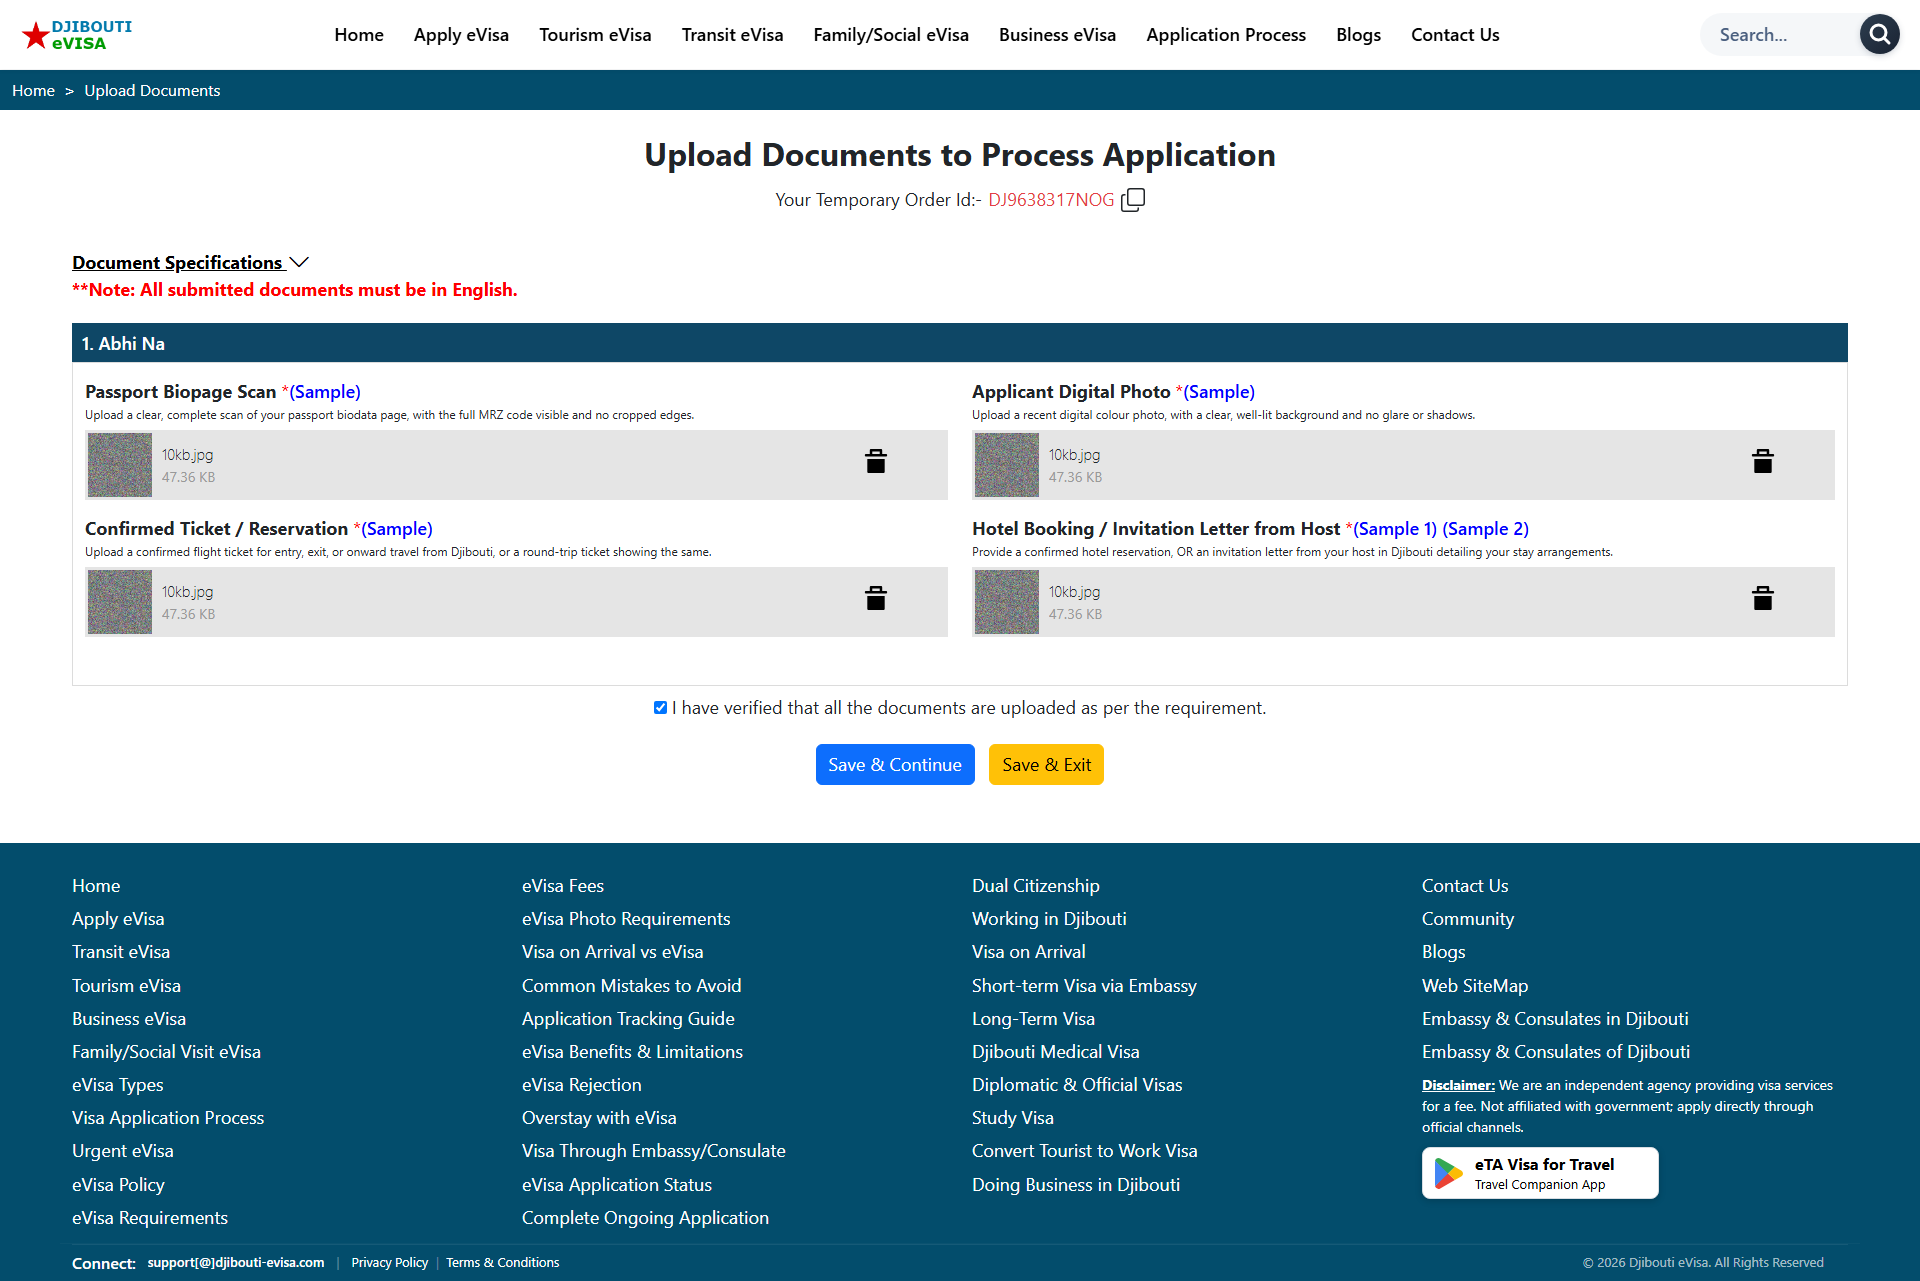 DJIBOUTI
eVISA
Home Apply eVisa Tourism eVisa Transit eVisa Family/Social eVisa Business eVisa Application Process Blogs Contact Us
Search...
Home > Upload Documents
Upload Documents to Process Application
Your Temporary Order Id:- DJ9638317NOG
Document Specifications
**Note: All submitted documents must be in English.
1. Abhi Na
Passport Biopage Scan *(Sample)
Upload a clear, complete scan of your passport biodata page, with the full MRZ code visible and no cropped edges.
10kb.jpg
47.36 KB
Applicant Digital Photo *(Sample)
Upload a recent digital colour photo, with a clear, well-lit background and no glare or shadows.
10kb.jpg
47.36 KB
Confirmed Ticket / Reservation *(Sample)
Upload a confirmed flight ticket for entry, exit, or onward travel from Djibouti, or a round-trip ticket showing the same.
10kb.jpg
47.36 KB
Hotel Booking / Invitation Letter from Host *(Sample 1) (Sample 2)
Provide a confirmed hotel reservation, OR an invitation letter from your host in Djibouti detailing your stay arrangements.
10kb.jpg
47.36 KB
I have verified that all the documents are uploaded as per the requirement.
Save & Continue
Save & Exit
Home
Apply eVisa
Transit eVisa
Tourism eVisa
Business eVisa
Family/Social Visit eVisa
eVisa Types
Visa Application Process
Urgent eVisa
eVisa Policy
eVisa Requirements
eVisa Fees
eVisa Photo Requirements
Visa on Arrival vs eVisa
Common Mistakes to Avoid
Application Tracking Guide
eVisa Benefits & Limitations
eVisa Rejection
Overstay with eVisa
Visa Through Embassy/Consulate
eVisa Application Status
Complete Ongoing Application
Dual Citizenship
Working in Djibouti
Visa on Arrival
Short-term Visa via Embassy
Long-Term Visa
Djibouti Medical Visa
Diplomatic & Official Visas
Study Visa
Convert Tourist to Work Visa
Doing Business in Djibouti
Contact Us
Community
Blogs
Web SiteMap
Embassy & Consulates in Djibouti
Embassy & Consulates of Djibouti
Disclaimer: We are an independent agency providing visa services
for a fee. Not affiliated with government; apply directly through
official channels.
eTA Visa for Travel
Travel Companion App
Connect: support[@]djibouti-evisa.com | Privacy Policy | Terms & Conditions
© 2026 Djibouti eVisa. All Rights Reserved